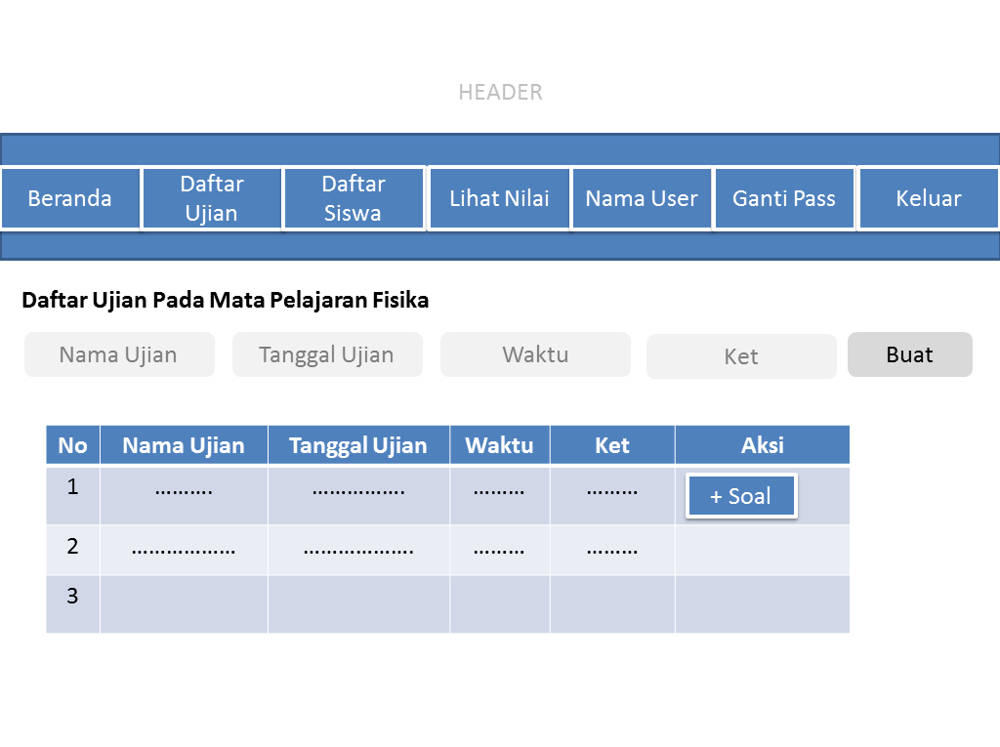 HEADER
Beranda
Daftar
Ujian
Daftar
Siswa
Lihat Nilai
Nama User
Ganti Pass
Keluar
Daftar Ujian Pada Mata Pelajaran Fisika
Nama Ujian
Tanggal Ujian
Waktu
Ket
Buat
No Nama Ujian Tanggal Ujian Waktu Ket Aksi
1 ………. ……………. ……… ……… + Soal
2 ……………… ………………. ……… ………
3